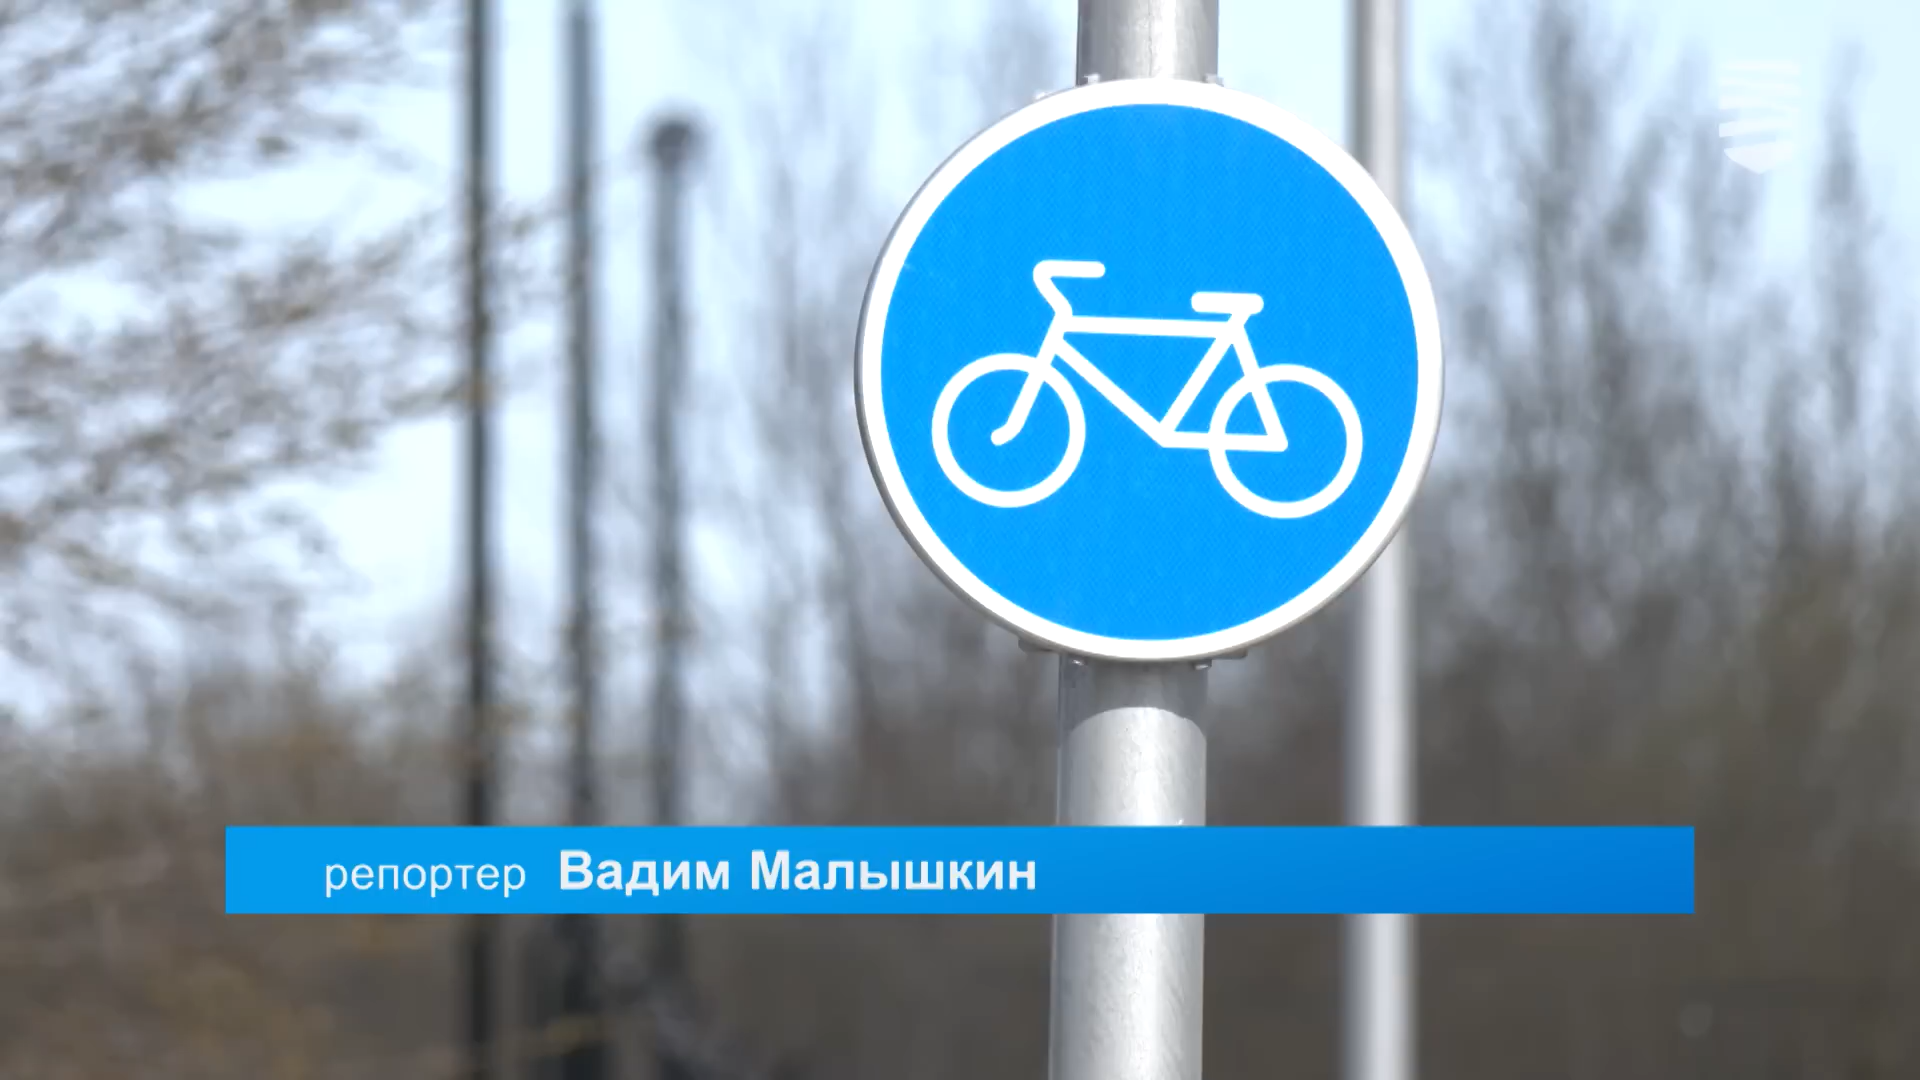 репортер Вадим Малышкин